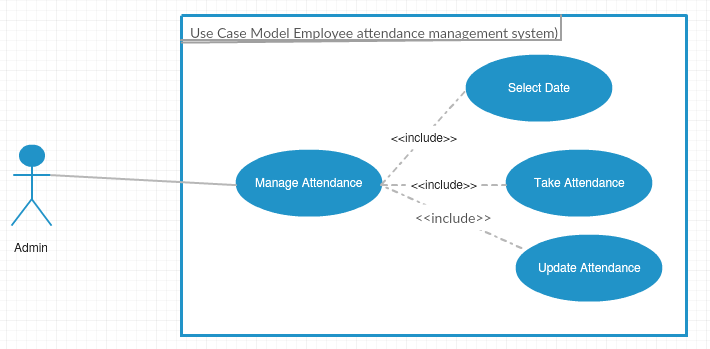 Use Case Model Employee attendance management system)
Select Date
<<include>>
Manage Attendance
<<include>>
Take Attendance
<<include>>
Admin
Update Attendance